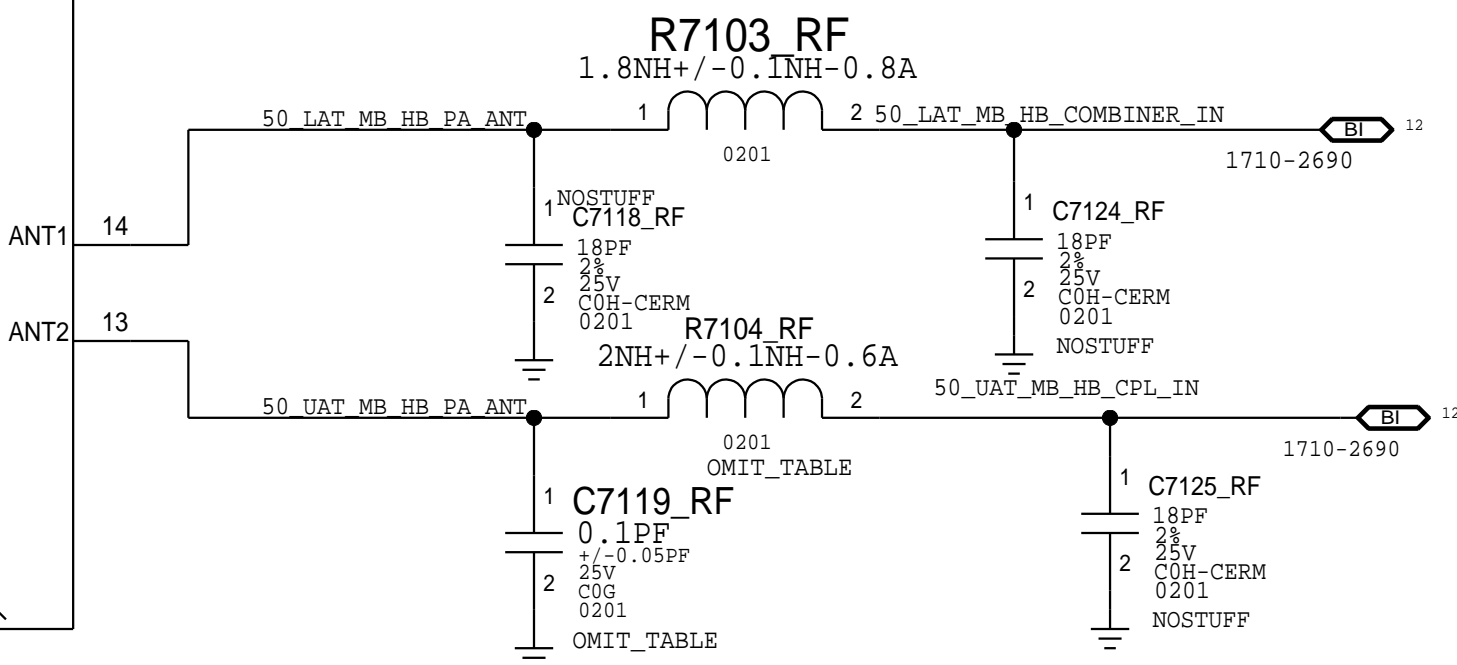 R7103_RF
1.8NH+/-0.1NH-0.8A
50_LAT_MB_HB_PA_ANT
1
2
50_LAT_MB_HB_COMBINER_IN
BI
12
0201
1710-2690
NOSTUFF
1
C7118_RF
18PF
2%
25V
2
C0H-CERM
0201
1
C7124_RF
18PF
2%
25V
2
C0H-CERM
0201
NOSTUFF
ANT1
14
ANT2
13
R7104_RF
2NH+/-0.1NH-0.6A
50_UAT_MB_HB_PA_ANT
1
2
50_UAT_MB_HB_CPL_IN
BI
12
0201
OMIT_TABLE
1710-2690
1
C7119_RF
0.1PF
+/-0.05PF
25V
2
C0G
0201
OMIT_TABLE
1
C7125_RF
18PF
2%
25V
2
C0H-CERM
0201
NOSTUFF